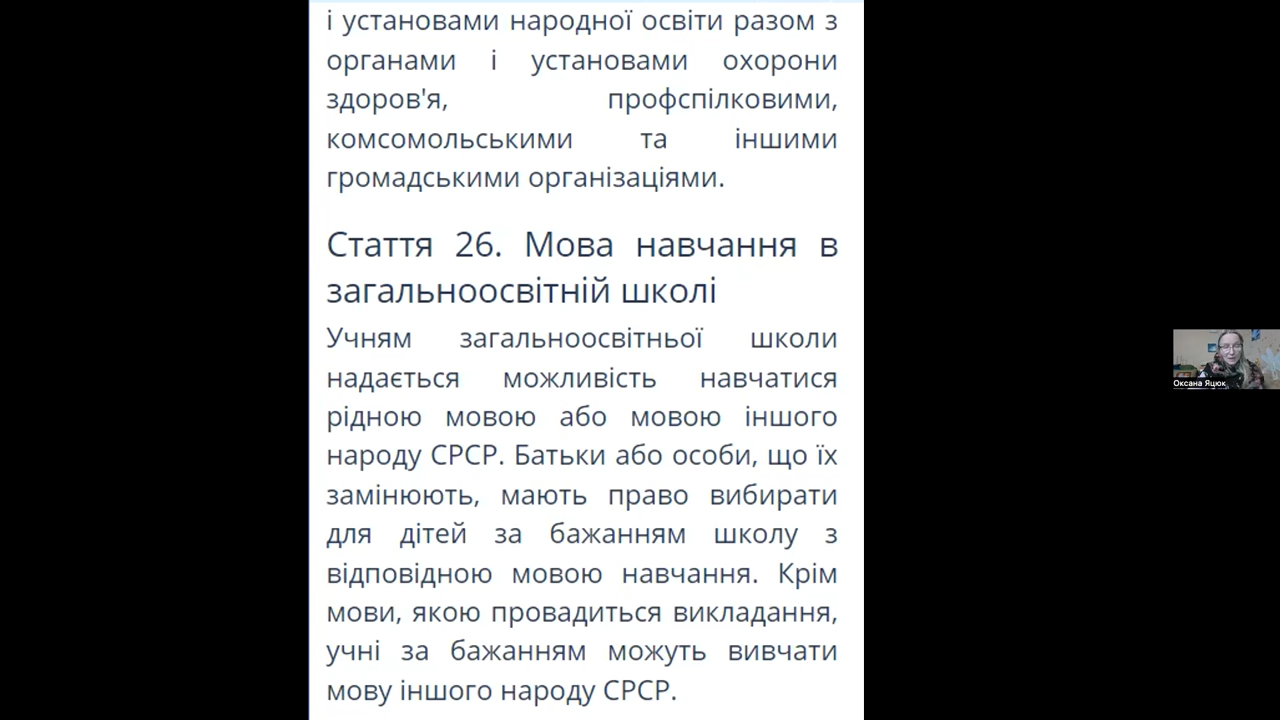 і установами народної освіти разом з
органами і установами охорони
здоров'я, профспілковими,
комсомольськими та іншими
громадськими організаціями.
Стаття 26. Мова навчання в
загальноосвітній школі
Учням загальноосвітньої школи
надається можливість навчатися
рідною мовою або мовою іншого
народу СРСР. Батьки або особи, що їх
замінюють, мають право вибирати
для дітей за бажанням школу з
відповідною мовою навчання. Крім
мови, якою провадиться викладання,
учні за бажанням можуть вивчати
мову іншого народу СРСР.
Оксана Яцюк